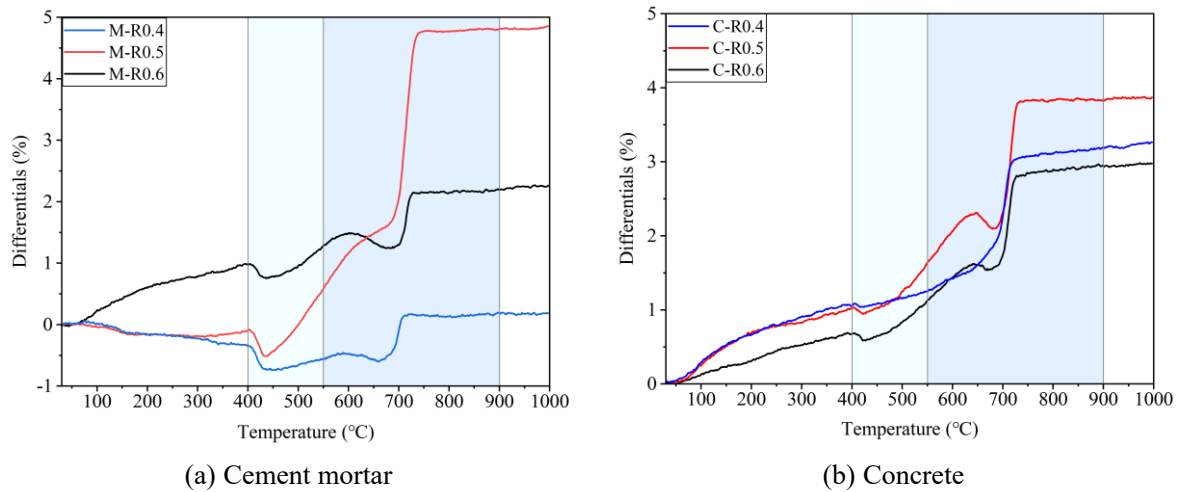 5
4
3
2
1
0
-1
Differentials (%)
M-R0.4
M-R0.5
M-R0.6
100 200 300 400 500 600 700 800 900 1000
Temperature (℃)
(a) Cement mortar
5
4
3
2
1
0
Differentials (%)
C-R0.4
C-R0.5
C-R0.6
100 200 300 400 500 600 700 800 900 1000
Temperature (℃)
(b) Concrete